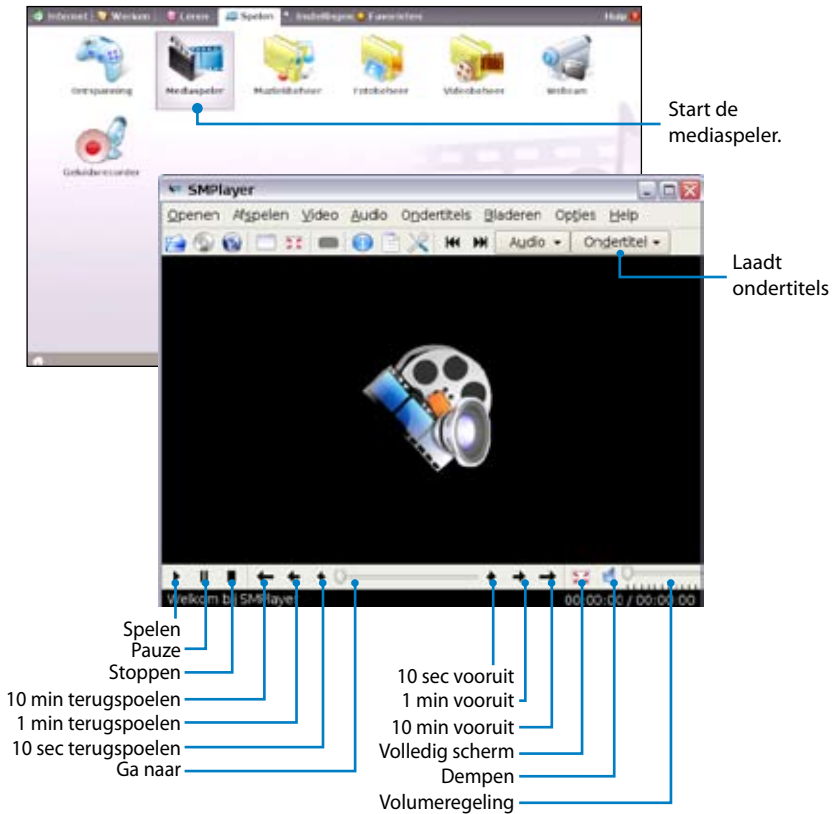 Internet Werken Leren Spelen Instellingen Favorieten Hulp
Ontspanning Mediaspeler Muziekbeheer Fotobeheer Videobeheer Webcam
Start de
mediaspeler.
Geluidsrecorder
SMPlayer
Openen Afspelen Video Audio Ondertitels Bladeren Opties Help
Audio Ondertitel
Laadt
ondertitels
Welkom bij SMPlayer 00:00:00 / 00:00:00
Spelen
Pauze
Stoppen
10 min terugspoelen
1 min terugspoelen
10 sec terugspoelen
Ga naar
10 sec vooruit
1 min vooruit
10 min vooruit
Volledig scherm
Dempen
Volumeregeling